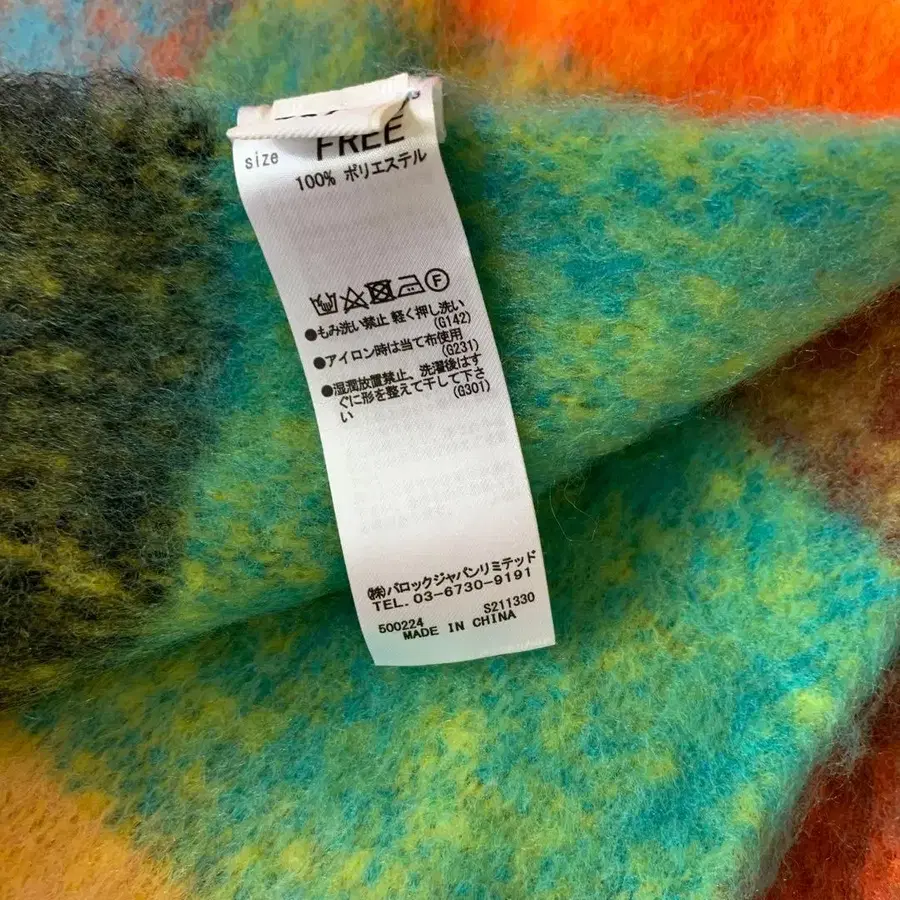 size FREE
100% ポリエステル
F
●もみ洗い禁止 軽く押し洗い
(G142)
●アイロン時は当て布使用
(G231)
●湿潤放置禁止、洗濯後はす
ぐに形を整えて干して下さ
い
(G301)
㈱バロックジャパンリミテッド
TEL. 03-6730-9191
500224 S211330
MADE IN CHINA